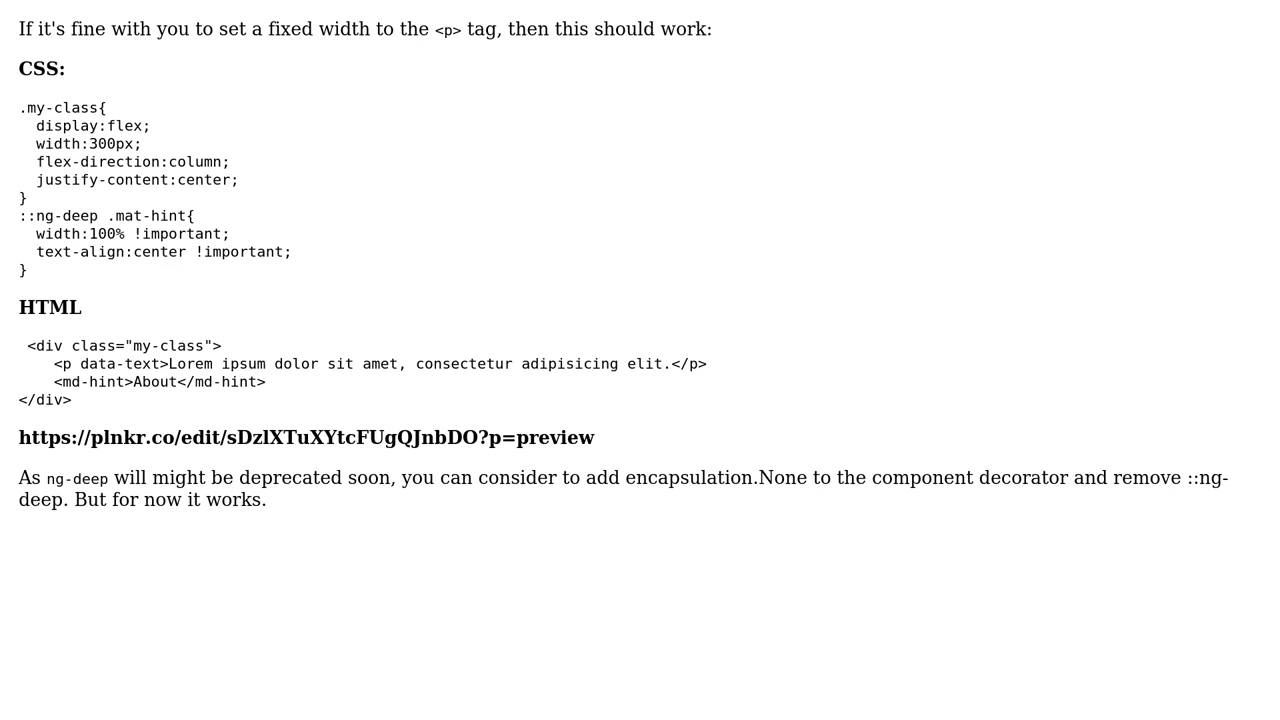 If it's fine with you to set a fixed width to the <p> tag, then this should work:
CSS:
.my-class{
  display:flex;
  width:300px;
  flex-direction:column;
  justify-content:center;
}
::ng-deep .mat-hint{
  width:100% !important;
  text-align:center !important;
}
HTML
 <div class="my-class">
    <p data-text>Lorem ipsum dolor sit amet, consectetur adipisicing elit.</p>
    <md-hint>About</md-hint>
</div>
https://plnkr.co/edit/sDzlXTuXYtcFUgQJnbDO?p=preview
As ng-deep will might be deprecated soon, you can consider to add encapsulation.None to the component decorator and remove ::ng-
deep. But for now it works.